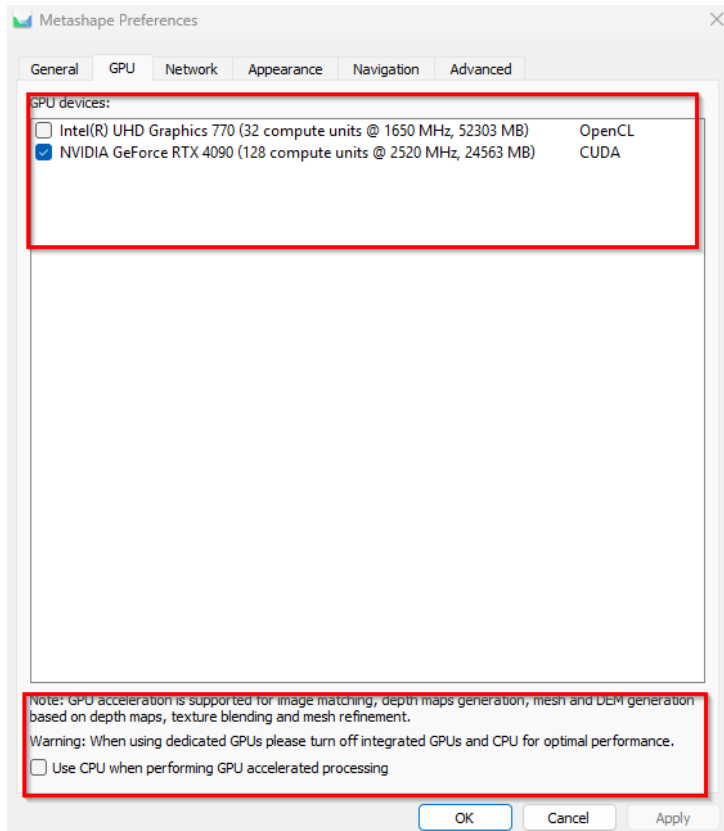 Metashape Preferences
General GPU Network Appearance Navigation Advanced
GPU devices:
Intel(R) UHD Graphics 770 (32 compute units @ 1650 MHz, 52303 MB) OpenCL
NVIDIA GeForce RTX 4090 (128 compute units @ 2520 MHz, 24563 MB) CUDA
Note: GPU acceleration is supported for image matching, depth maps generation, mesh and DEM generation
based on depth maps, texture blending and mesh refinement.
Warning: When using dedicated GPUs please turn off integrated GPUs and CPU for optimal performance.
Use CPU when performing GPU accelerated processing
OK Cancel Apply